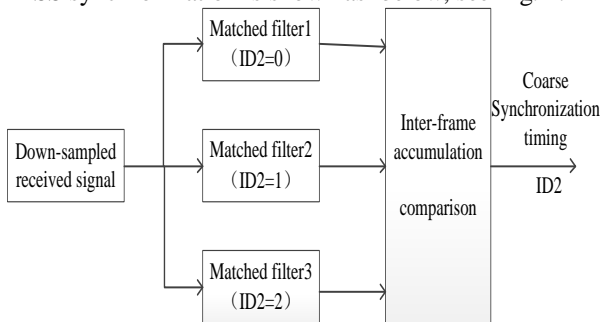 Down-sampled
received signal
Matched filter1
（ID2=0）
Matched filter2
（ID2=1）
Matched filter3
（ID2=2）
Inter-frame
accumulation
comparison
Coarse
Synchronization
timing
ID2